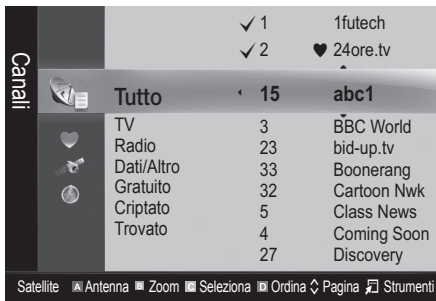 Canali
✓ 1 1futech
✓ 2 ♥ 24ore.tv
Tutto 15 abc1
TV 3 BBC World
Radio 23 bid-up.tv
Dati/Altro 33 Boonerang
Gratuito 32 Cartoon Nwk
Criptato 5 Class News
Trovato 4 Coming Soon
27 Discovery
Satellite A Antenna B Zoom C Seleziona D Ordina Pagina Strumenti